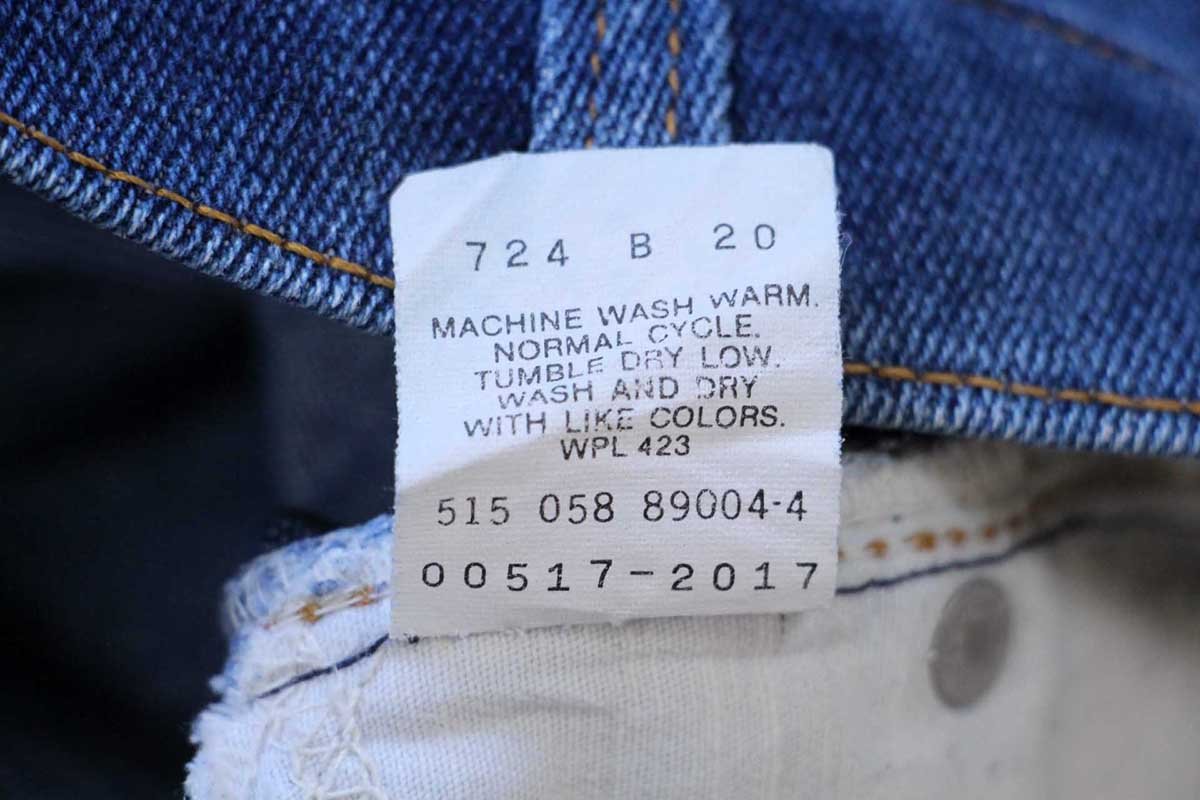 724 B 20
MACHINE WASH WARM.
NORMAL CYCLE.
TUMBLE DRY LOW.
WASH AND DRY
WITH LIKE COLORS.
WPL 423
515 058 89004-4
00517-2017